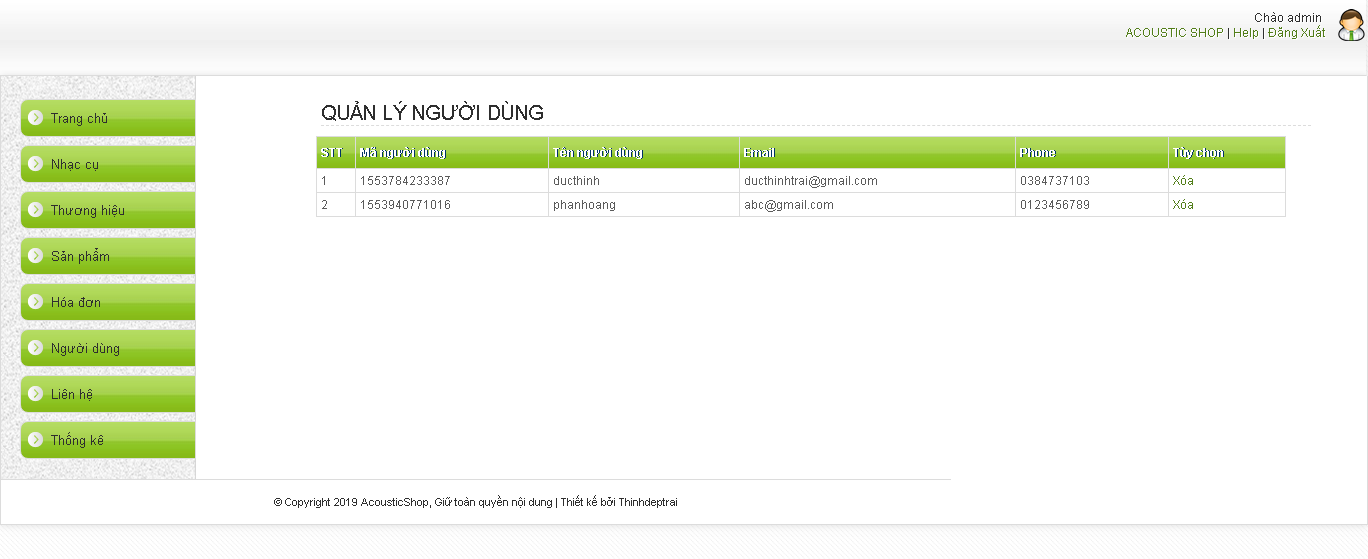 Chào admin
ACOUSTIC SHOP | Help | Đăng Xuất
Trang chủ
Nhạc cụ
Thương hiệu
Sản phẩm
Hóa đơn
Người dùng
Liên hệ
Thống kê
QUẢN LÝ NGƯỜI DÙNG
STT Mã người dùng Tên người dùng Email Phone Tùy chọn
1 1553784233387 ducthinh ducthinhtrai@gmail.com 0384737103 Xóa
2 1553940771016 phanhoang abc@gmail.com 0123456789 Xóa
© Copyright 2019 AcousticShop, Giữ toàn quyền nội dung | Thiết kế bởi Thinhdeptrai